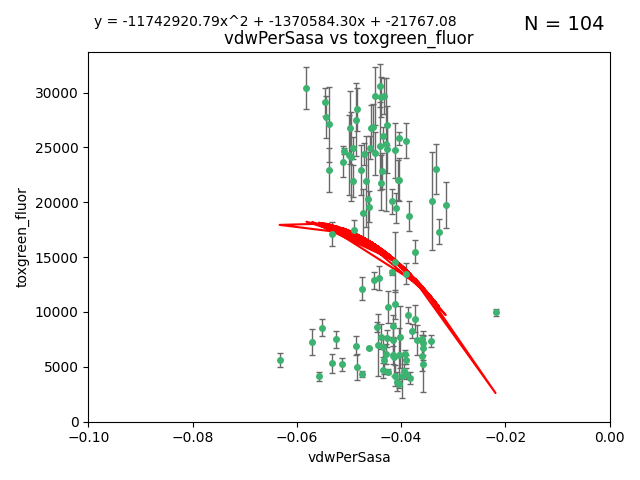 y = -11742920.79x^2 + -1370584.30x + -21767.08
N = 104
vdwPerSasa vs toxgreen_fluor
toxgreen_fluor
30000
25000
20000
15000
10000
5000
0
−0.10 −0.08 −0.06 −0.04 −0.02 0.00
vdwPerSasa